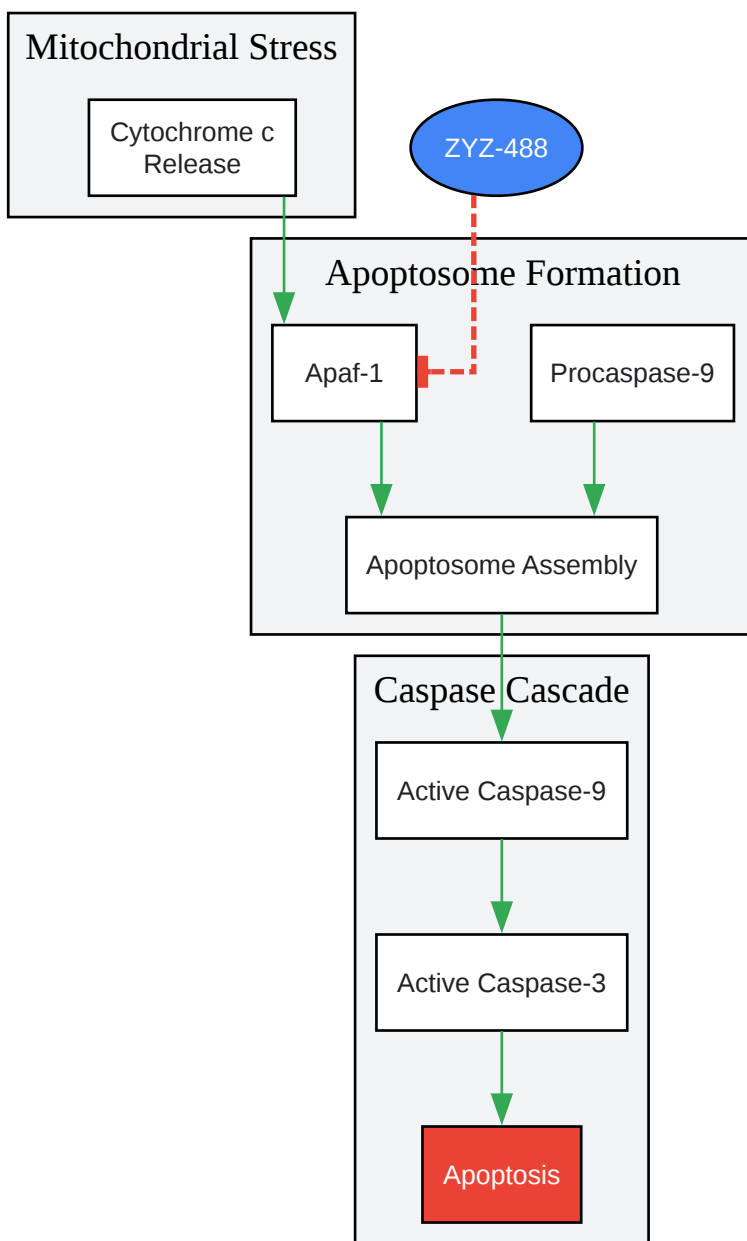 Mitochondrial Stress
Cytochrome c
Release
ZYZ-488
Apoptosome Formation
Apaf-1
Procaspase-9
Apoptosome Assembly
Caspase Cascade
Active Caspase-9
Active Caspase-3
Apoptosis